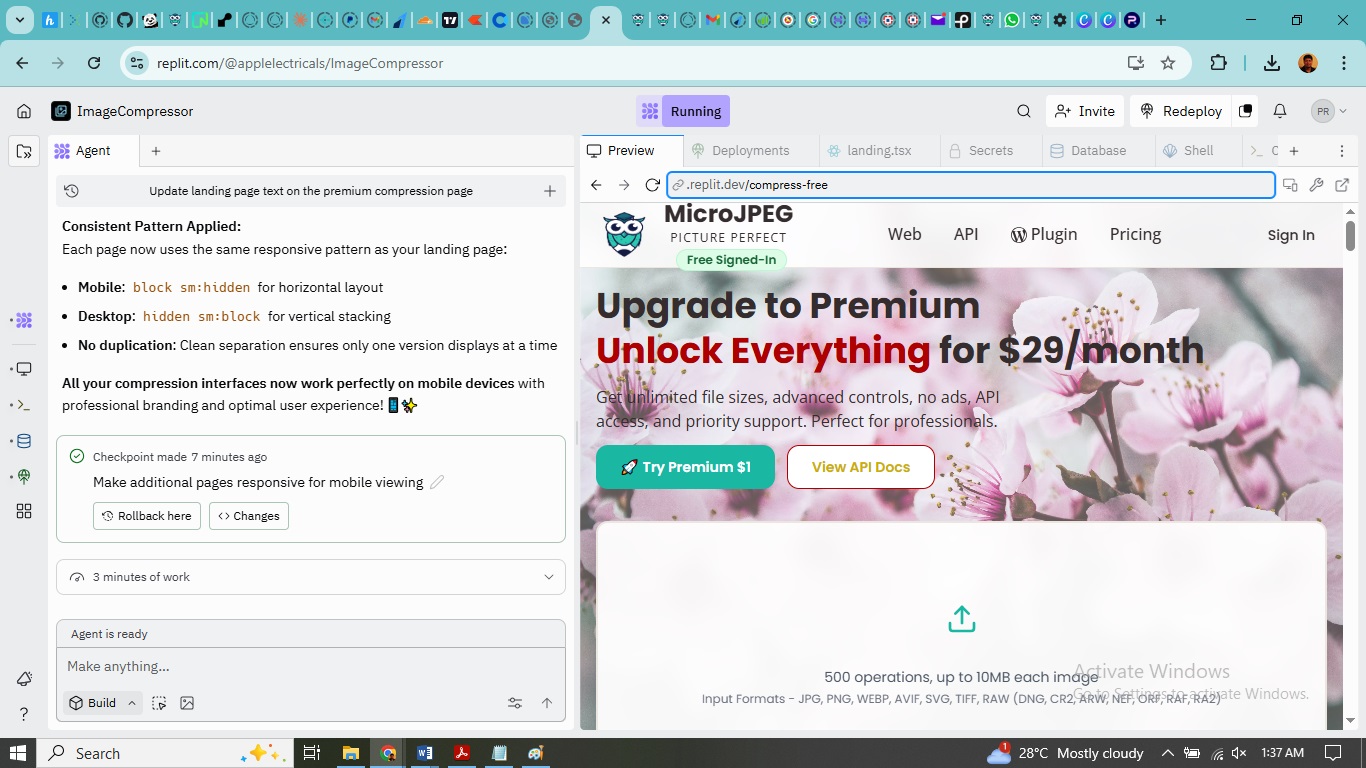 replit.com/@applelectricals/ImageCompressor
ImageCompressor
Running
Invite
Redeploy
PR
Agent
Update landing page text on the premium compression page
Consistent Pattern Applied:
Each page now uses the same responsive pattern as your landing page:
Mobile: block sm:hidden for horizontal layout
Desktop: hidden sm:block for vertical stacking
No duplication: Clean separation ensures only one version displays at a time
All your compression interfaces now work perfectly on mobile devices with
professional branding and optimal user experience! 📱✨
Checkpoint made 7 minutes ago
Make additional pages responsive for mobile viewing
Rollback here
Changes
3 minutes of work
Agent is ready
Make anything...
Build
Preview
Deployments
landing.tsx
Secrets
Database
Shell
.replit.dev/compress-free
MicroJPEG
PICTURE PERFECT
Free Signed-In
Web
API
Plugin
Pricing
Sign In
Upgrade to Premium
Unlock Everything for $29/month
Get unlimited file sizes, advanced controls, no ads, API
access, and priority support. Perfect for professionals.
🚀 Try Premium $1
View API Docs
500 operations, up to 10MB each image
Input Formats - JPG, PNG, WEBP, AVIF, SVG, TIFF, RAW (DNG, CR2, ARW, NEF, ORF, RAF, RA2)
Activate Windows
Go to Settings to activate Windows.
Search
28°C Mostly cloudy
1:37 AM